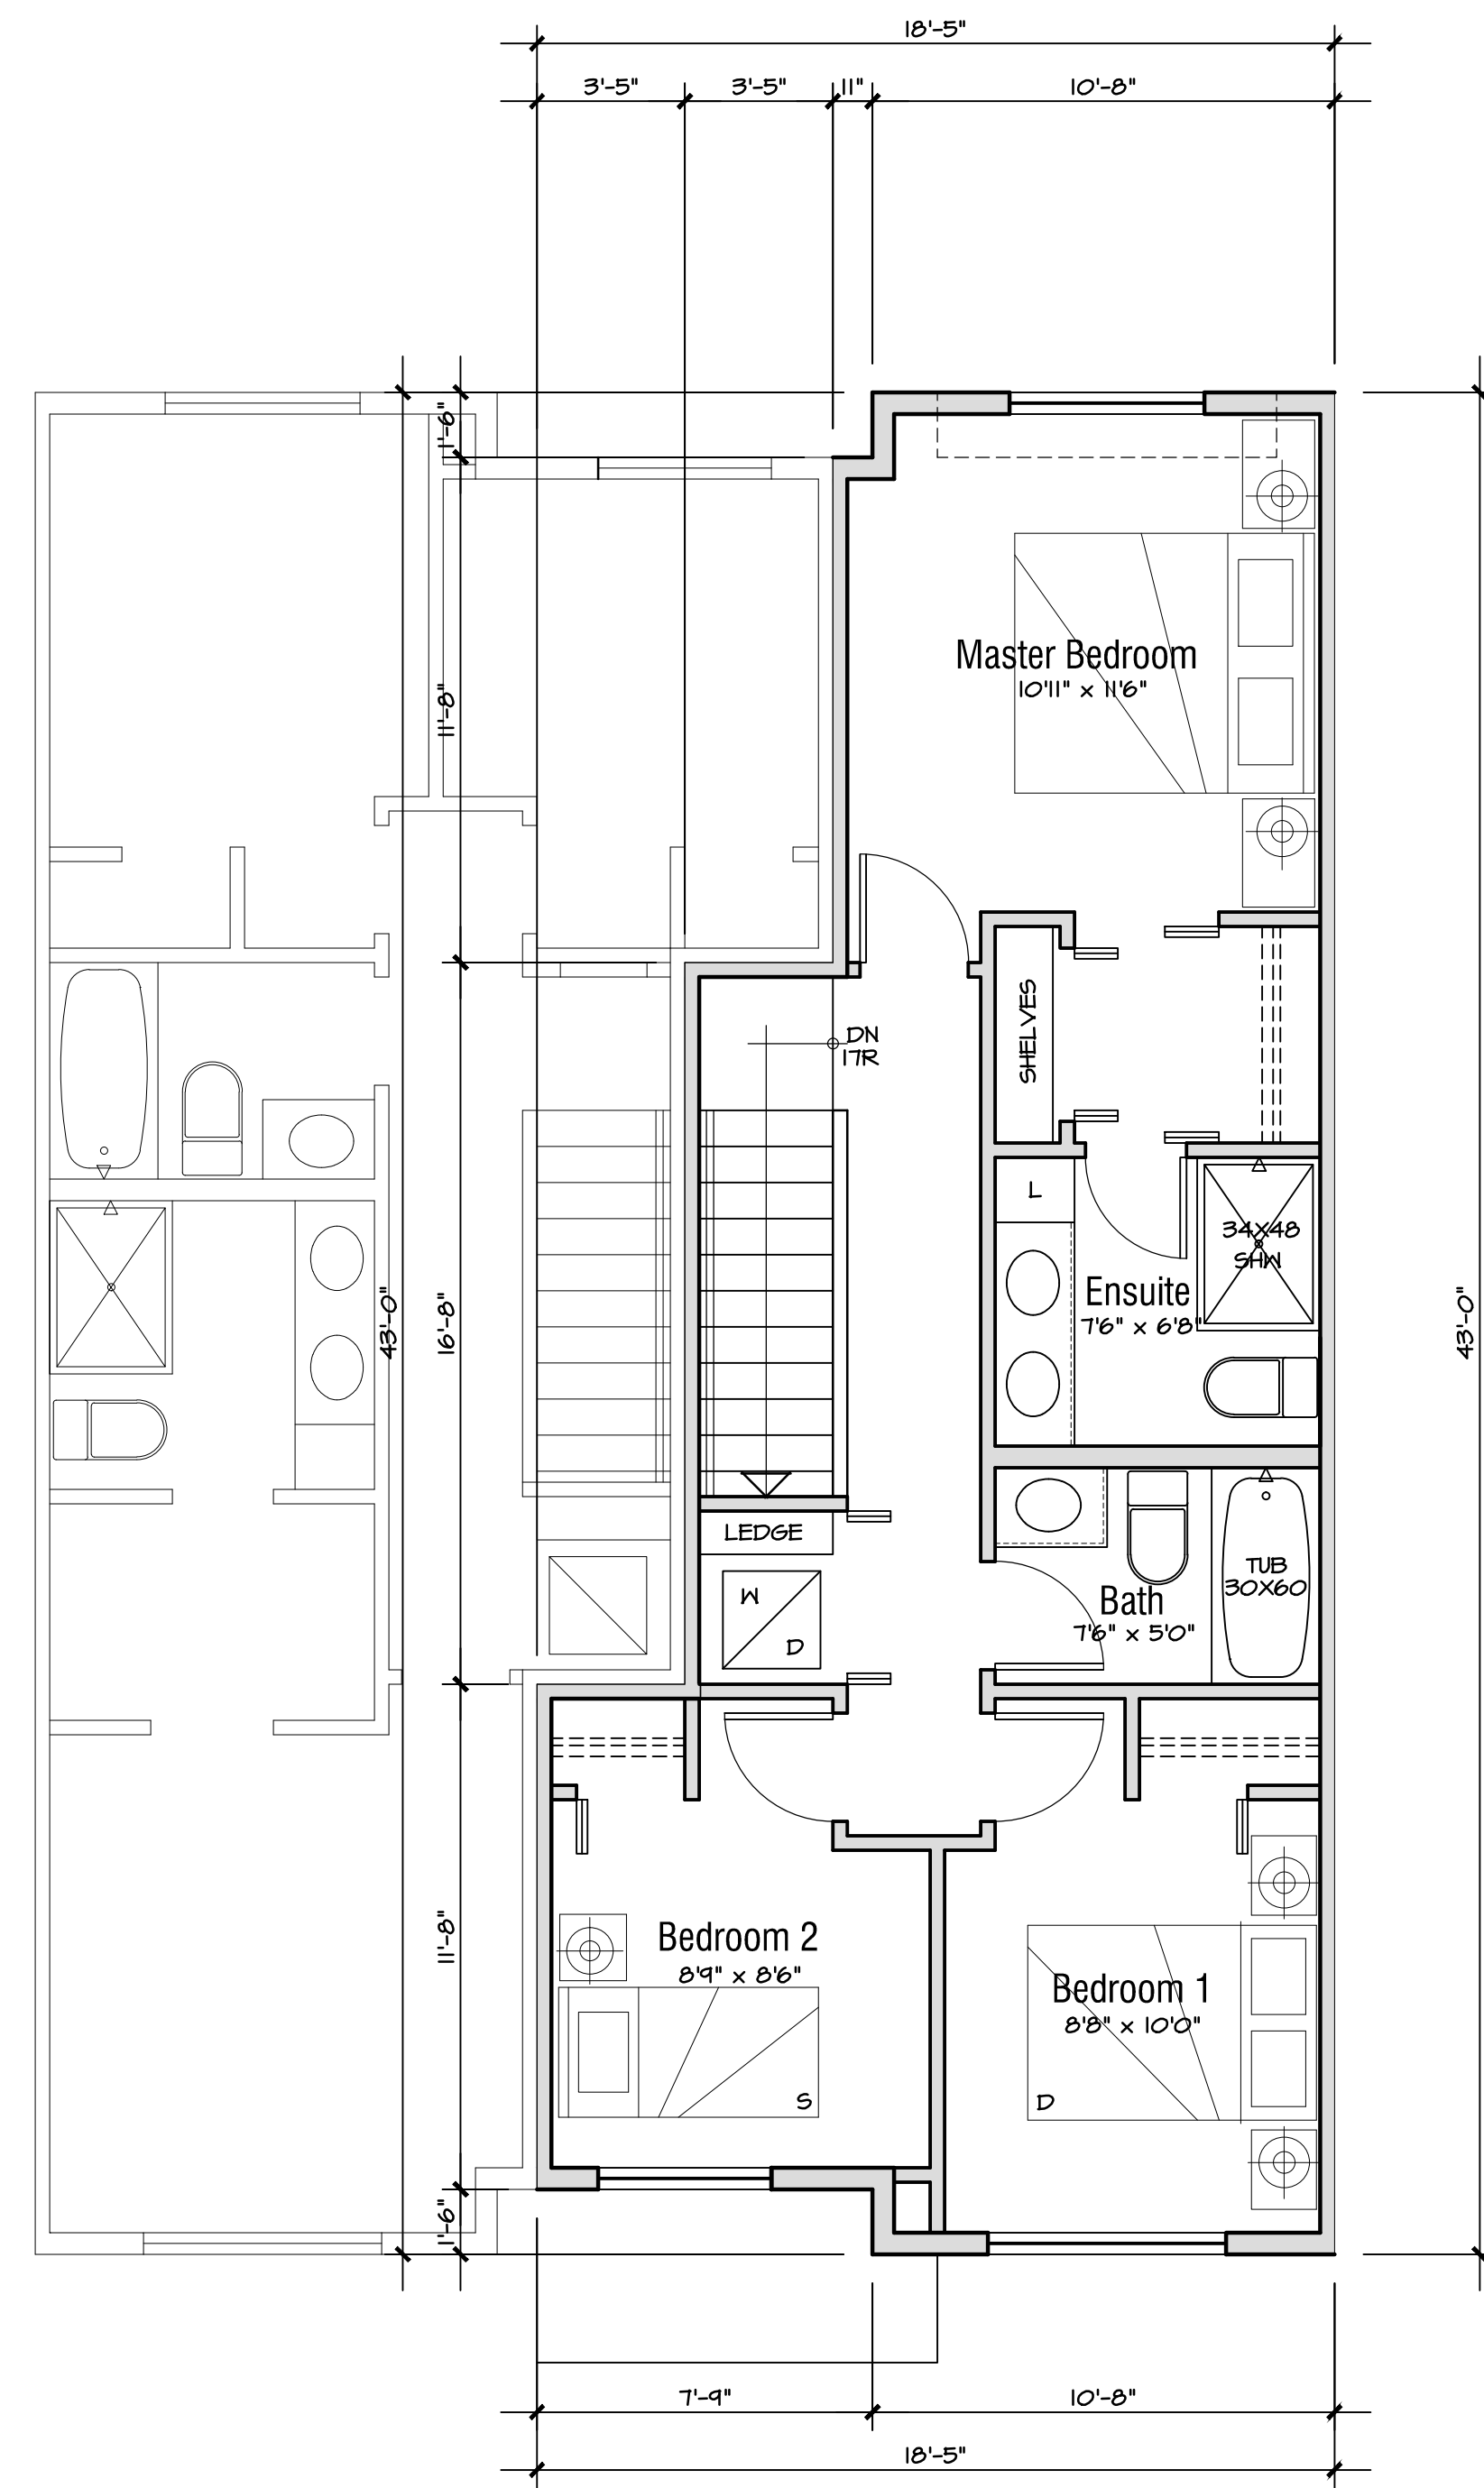 18'-5"
3'-5" 3'-5" 11" 10'-8"
1'-6"
11'-8"
Master Bedroom
10'11" x 11'6"
SHELVES
DN
17R
L
34X48
SHW
Ensuite
7'6" x 6'8"
43'-0"
16'-8"
43'-0"
LEDGE
W
D
TUB
30X60
Bath
7'6" x 5'0"
11'-8"
Bedroom 2
8'9" x 8'6"
S
Bedroom 1
8'8" x 10'0"
D
1'-6"
7'-9" 10'-8"
18'-5"